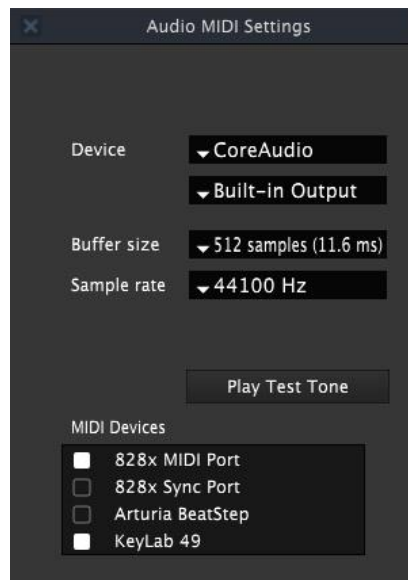 Audio MIDI Settings
Device
CoreAudio
Built-in Output
Buffer size
512 samples (11.6 ms)
Sample rate
44100 Hz
Play Test Tone
MIDI Devices
828x MIDI Port
828x Sync Port
Arturia BeatStep
KeyLab 49